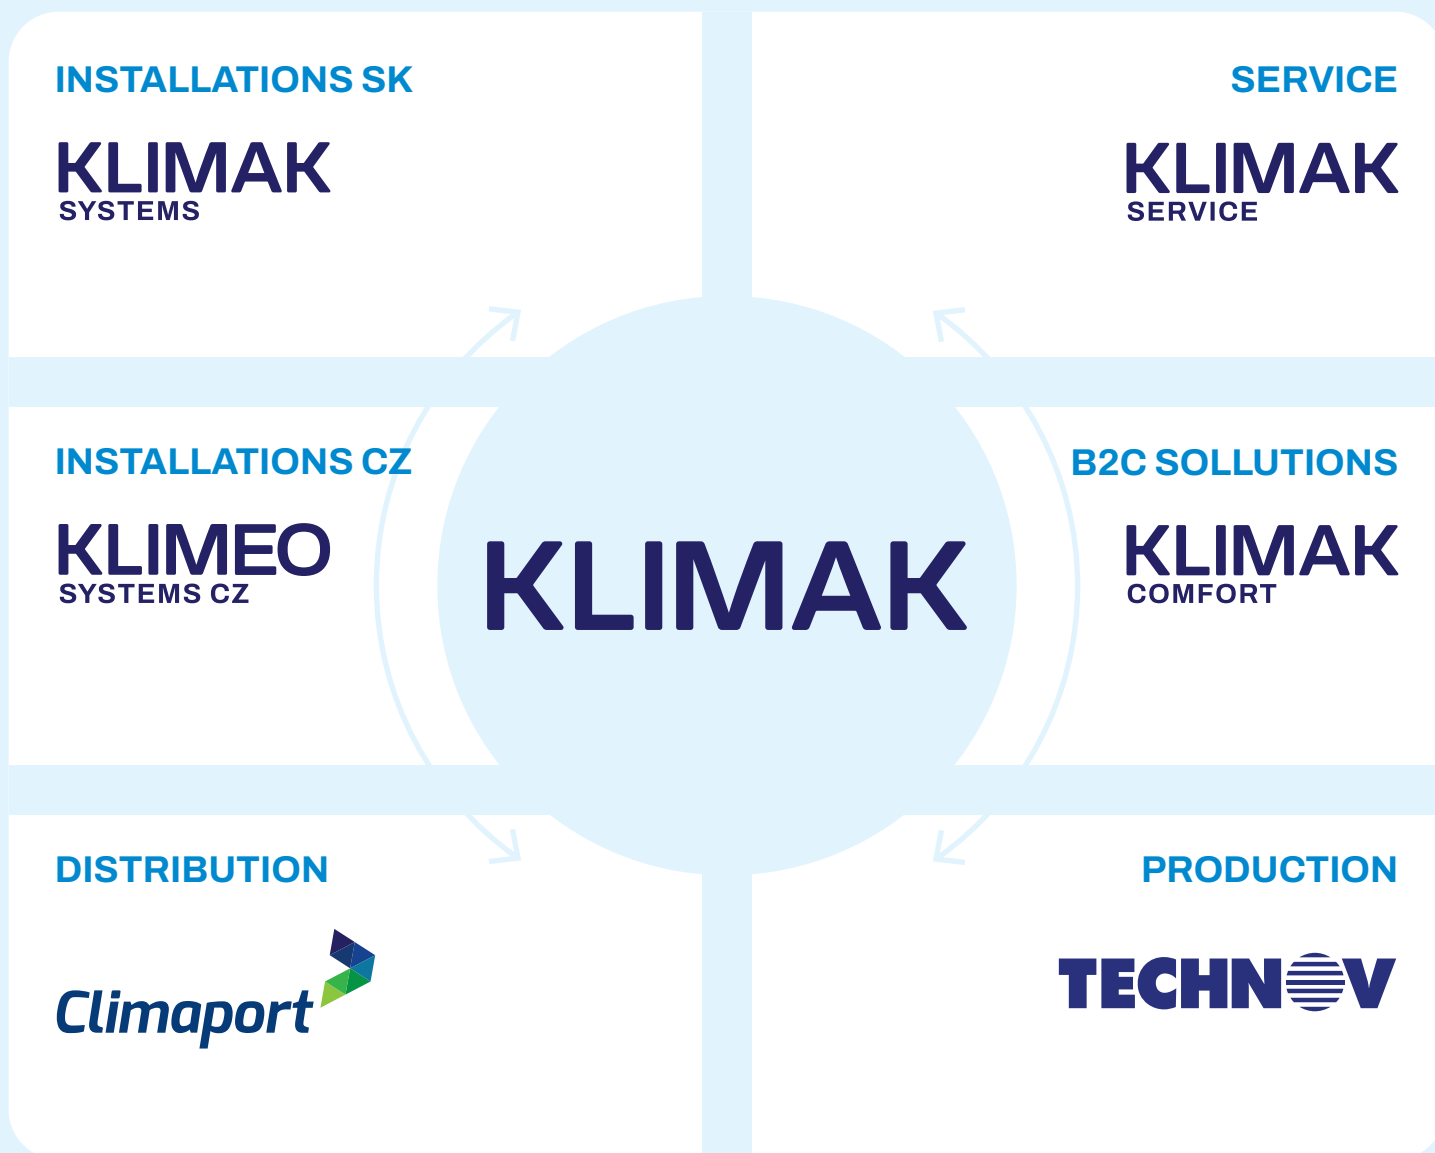 INSTALLATIONS SK
KLIMAK
SYSTEMS
SERVICE
KLIMAK
SERVICE
INSTALLATIONS CZ
KLIMEO
SYSTEMS CZ
KLIMAK
B2C SOLLUTIONS
KLIMAK
COMFORT
DISTRIBUTION
Climaport
PRODUCTION
TECHNOV